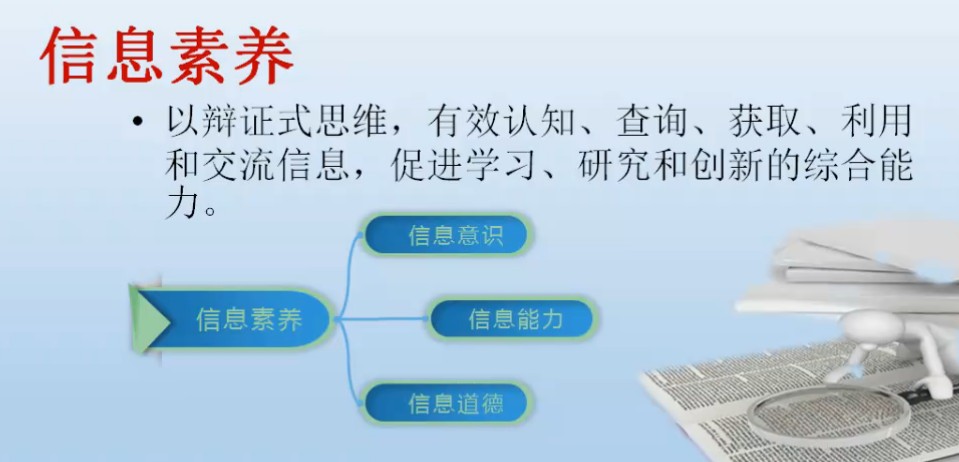 信息素养
• 以辩证式思维，有效认知、查询、获取、利用
和交流信息，促进学习、研究和创新的综合能
力。
信息意识
信息素养
信息能力
信息道德